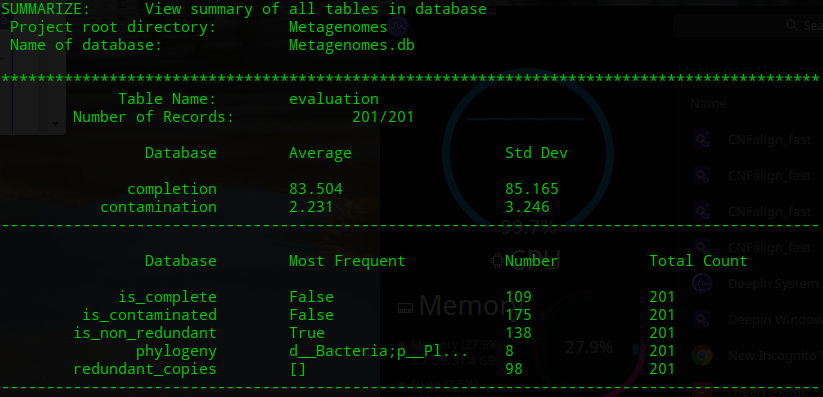 SUMMARIZE: View summary of all tables in database
Project root directory: Metagenomes
Name of database: Metagenomes.db
*******************************************************************************************
Table Name: evaluation
Number of Records: 201/201
Database Average Std Dev
completion 83.504 85.165
contamination 2.231 3.246
-------------------------------------------------------------------------------------------
Database Most Frequent Number Total Count
is_complete False 109 201
is_contaminated False 175 201
is_non_redundant True 138 201
phylogeny d__Bacteria;p__Pl... 8 201
redundant_copies [] 98 201
-------------------------------------------------------------------------------------------
Name
CNFalign_fast
CNFalign_fast
CNFalign_fast
CNFalign_fast
Deepin System
Deepin Window
New Incognito
99.7%
CPU
Memory
Memory (27.9%)
27.9%